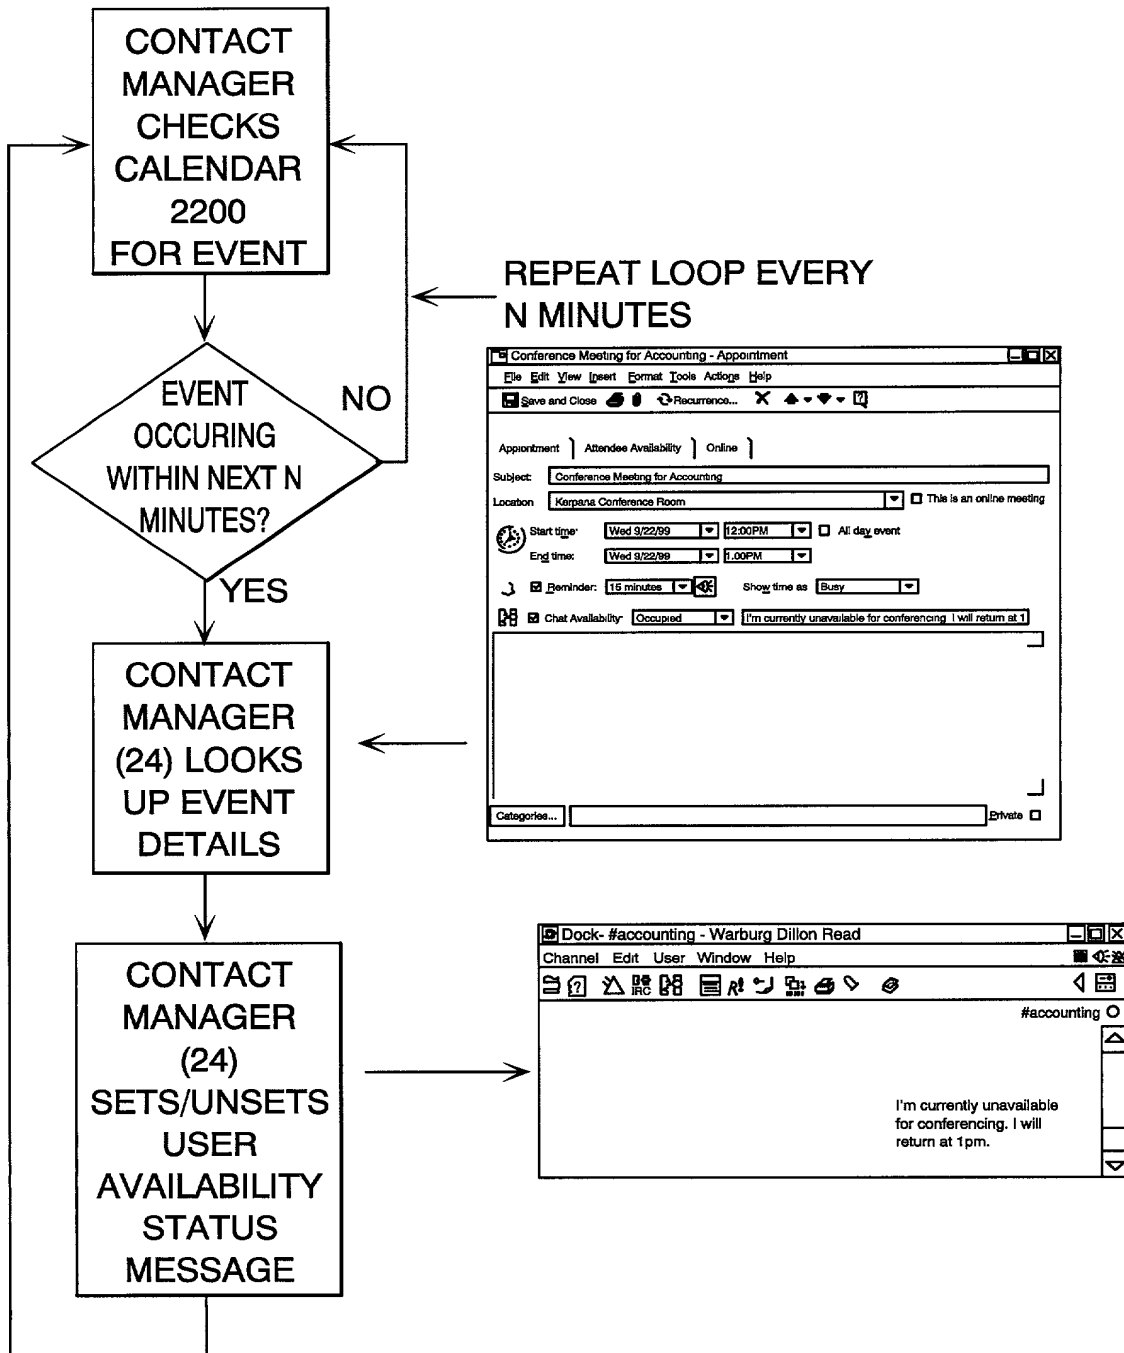 CONTACT
MANAGER
CHECKS
CALENDAR
2200
FOR EVENT
REPEAT LOOP EVERY
N MINUTES
EVENT
OCCURING
WITHIN NEXT N
MINUTES?
NO
YES
Conference Meeting for Accounting - Appointment
File Edit View Insert Format Tools Actions Help
Save and Close Recurrence...
Appointment Attendee Availability Online
Subject: Conference Meeting for Accounting
Location Kerpana Conference Room This is an online meeting
Start time: Wed 9/22/99 12:00PM All day event
End time: Wed 9/22/99 1.00PM
Reminder: 15 minutes Show time as Busy
Chat Availability: Occupied I'm currently unavailable for conferencing I will return at 1
Categories... Private
CONTACT
MANAGER
(24) LOOKS
UP EVENT
DETAILS
CONTACT
MANAGER
(24)
SETS/UNSETS
USER
AVAILABILITY
STATUS
MESSAGE
Dock- #accounting - Warburg Dillon Read
Channel Edit User Window Help
IRC
#accounting
I'm currently unavailable
for conferencing. I will
return at 1pm.